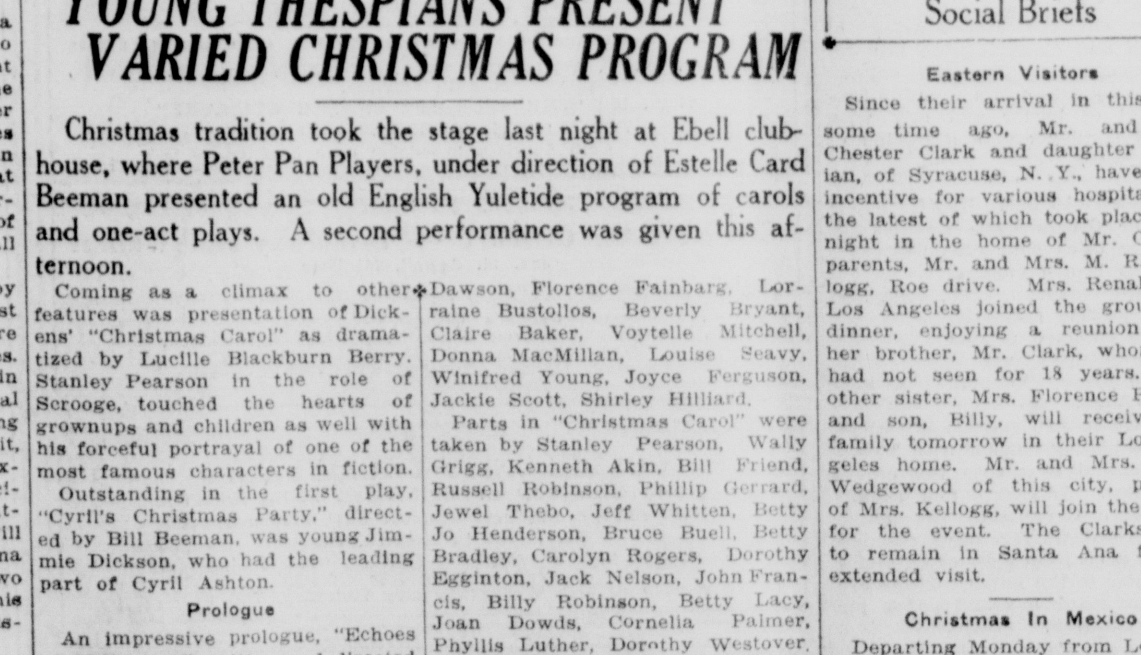 YOUNG THESPIANS PRESENT
VARIED CHRISTMAS PROGRAM
Christmas tradition took the stage last night at Ebell club-
house, where Peter Pan Players, under direction of Estelle Card
Beeman presented an old English Yuletide program of carols
and one-act plays. A second performance was given this af-
ternoon.
Coming as a climax to other
features was presentation of Dick-
ens' "Christmas Carol" as drama-
tized by Lucille Blackburn Berry.
Stanley Pearson in the role of
Scrooge, touched the hearts of
grownups and children as well with
his forceful portrayal of one of the
most famous characters in fiction.
Outstanding in the first play,
"Cyril's Christmas Party," direct-
ed by Bill Beeman, was young Jim-
mie Dickson, who had the leading
part of Cyril Ashton.
Prologue
An impressive prologue, "Echoes
Dawson, Florence Fainbarg, Lor-
raine Bustollos, Beverly Bryant,
Claire Baker, Voytelle Mitchell,
Donna MacMillan, Louise Seavy,
Winifred Young, Joyce Ferguson,
Jackie Scott, Shirley Hilliard.
Parts in "Christmas Carol" were
taken by Stanley Pearson, Wally
Grigg, Kenneth Akin, Bill Friend,
Russell Robinson, Phillip Gerrard,
Jewel Thebo, Jeff Whitten, Betty
Jo Henderson, Bruce Buell, Betty
Bradley, Carolyn Rogers, Dorothy
Egginton, Jack Nelson, John Fran-
cis, Billy Robinson, Betty Lacy,
Joan Dowds, Cornelia Palmer,
Phyllis Luther, Dorothy Westover,
Social Briefs
Eastern Visitors
Since their arrival in this
some time ago, Mr. and
Chester Clark and daughter
ian, of Syracuse, N. Y., have
incentive for various
the latest of which took
night in the home of Mr.
parents, Mr. and Mrs. M. R.
logg, Roe drive. Mrs.
Los Angeles joined the
dinner, enjoying a reunion
her brother, Mr. Clark,
had not seen for 18 years.
other sister, Mrs. Florence
and son, Billy, will
family tomorrow in their
geles home. Mr. and Mrs.
Wedgewood of this city,
of Mrs. Kellogg, will join the
for the event. The
to remain in Santa Ana
extended visit.
Christmas In Mexico
Departing Monday from